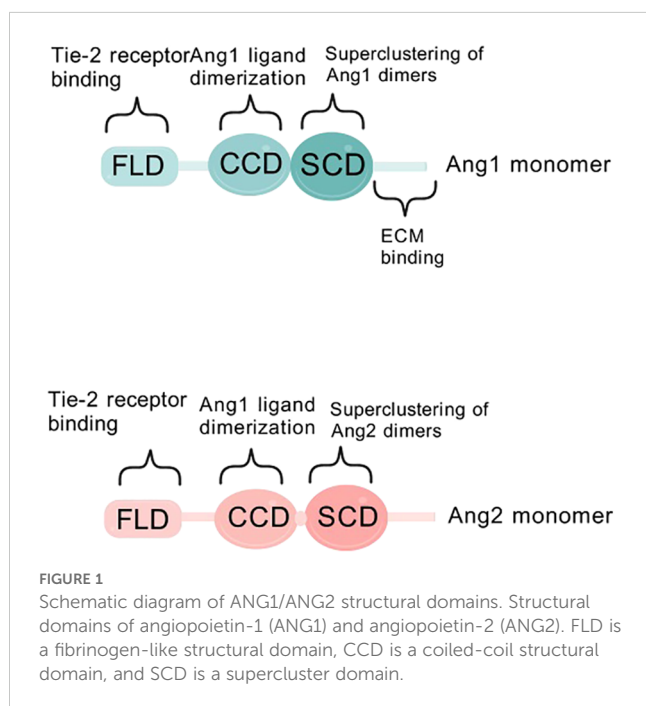 Tie-2 receptor
binding
Ang1 ligand
dimerization
Superclustering of
Ang1 dimers
FLD
CCD
SCD
Ang1 monomer
ECM
binding
Tie-2 receptor
binding
Ang1 ligand
dimerization
Superclustering of
Ang2 dimers
FLD
CCD
SCD
Ang2 monomer
FIGURE 1
Schematic diagram of ANG1/ANG2 structural domains. Structural
domains of angiopoietin-1 (ANG1) and angiopoietin-2 (ANG2). FLD is
a fibrinogen-like structural domain, CCD is a coiled-coil structural
domain, and SCD is a supercluster domain.